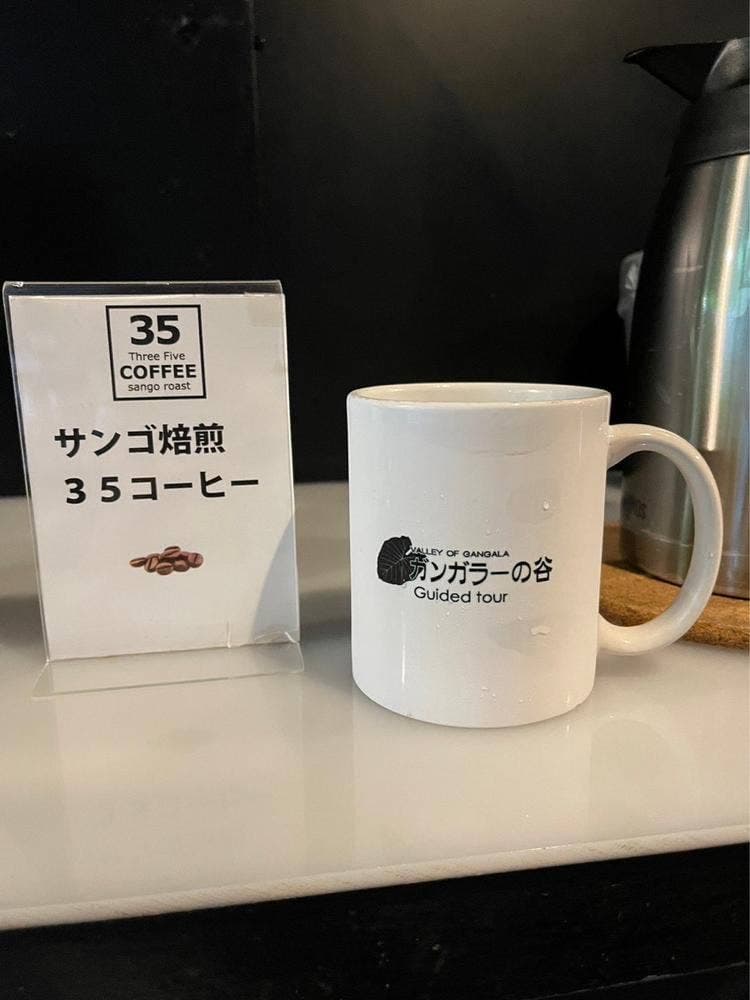 35
Three Five
COFFEE
sango roast
サンゴ焙煎
３５コーヒー
VALLEY OF GANGALA
ガンガラーの谷
Guided tour